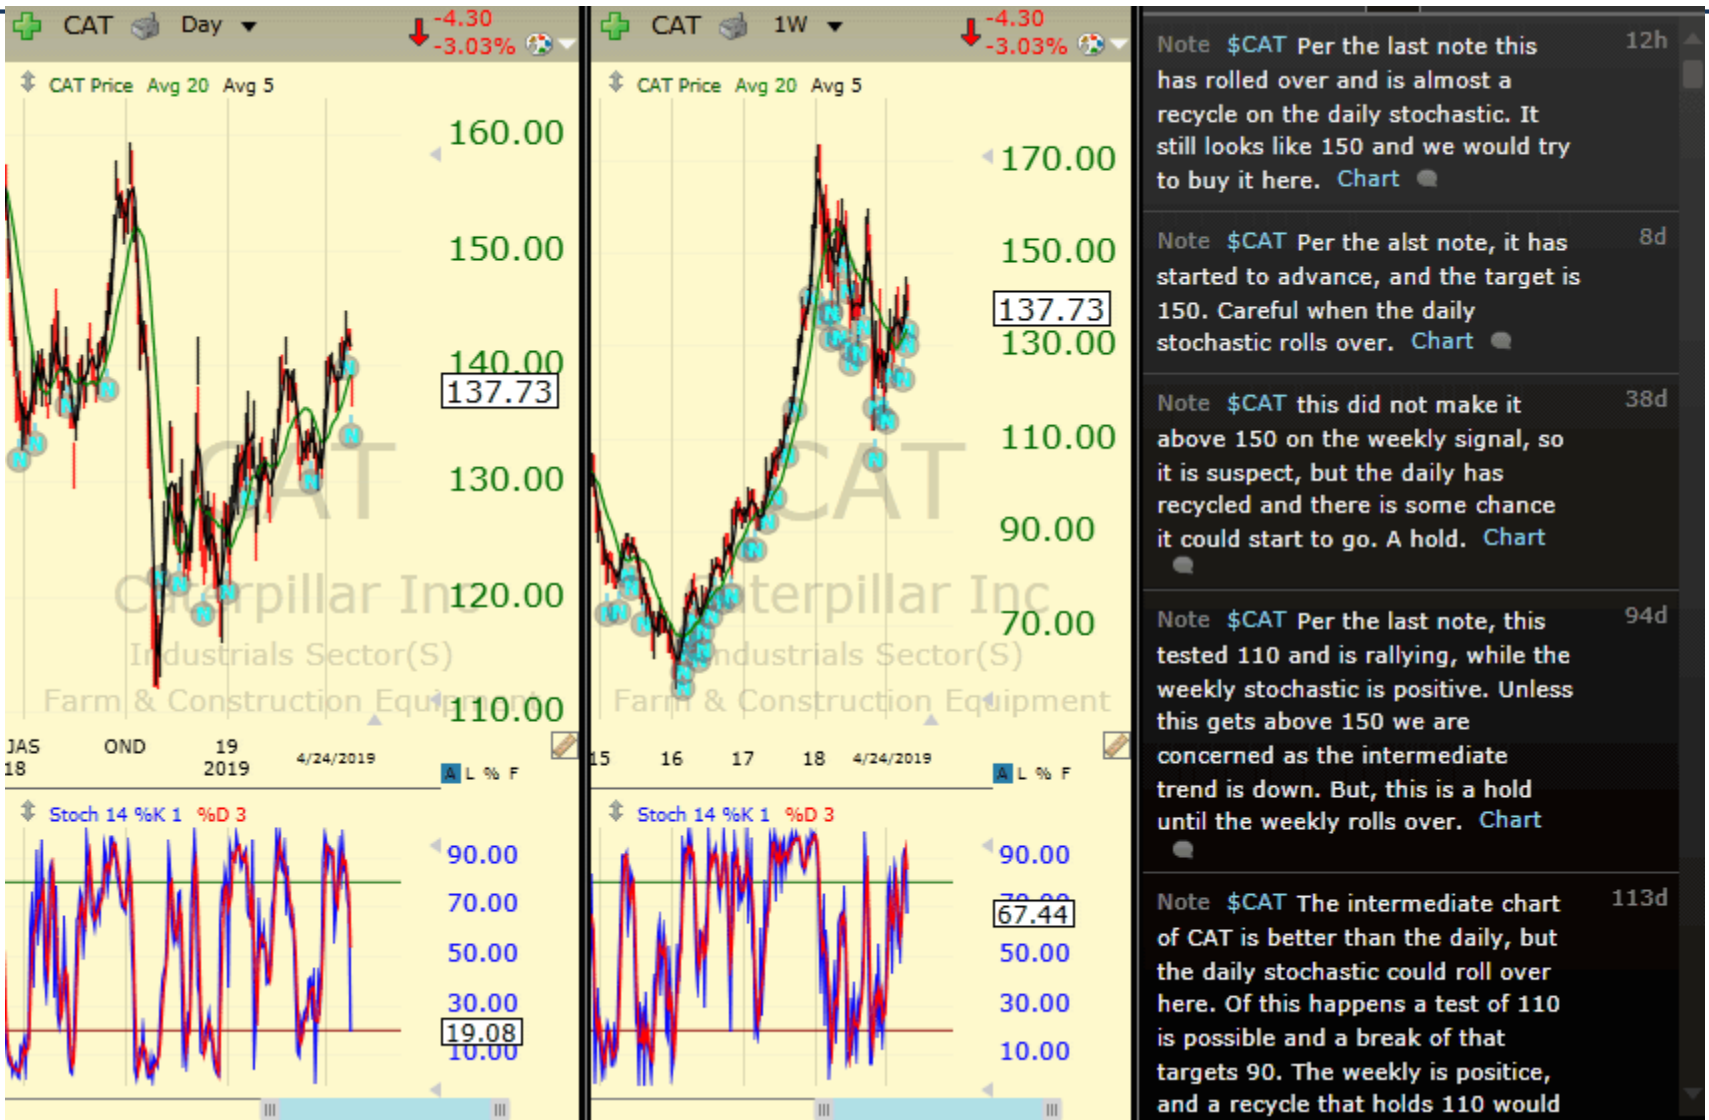 CAT Day
-4.30
-3.03%
CAT Price Avg 20 Avg 5
160.00
150.00
140.00
137.73
130.00
120.00
110.00
CAT
Caterpillar Inc
Industrials Sector(S)
Farm & Construction Equipment
JAS OND 19
18 2019 4/24/2019
A L % F
Stoch 14 %K 1 %D 3
90.00
70.00
50.00
30.00
19.08
10.00
CAT 1W
-4.30
-3.03%
CAT Price Avg 20 Avg 5
170.00
150.00
137.73
130.00
110.00
90.00
70.00
CAT
Caterpillar Inc
Industrials Sector(S)
Farm & Construction Equipment
15 16 17 18 4/24/2019
A L % F
Stoch 14 %K 1 %D 3
90.00
70.00
67.44
50.00
30.00
10.00
Note $CAT Per the last note this 12h
has rolled over and is almost a
recycle on the daily stochastic. It
still looks like 150 and we would try
to buy it here. Chart
Note $CAT Per the alst note, it has 8d
started to advance, and the target is
150. Careful when the daily
stochastic rolls over. Chart
Note $CAT this did not make it 38d
above 150 on the weekly signal, so
it is suspect, but the daily has
recycled and there is some chance
it could start to go. A hold. Chart
Note $CAT Per the last note, this 94d
tested 110 and is rallying, while the
weekly stochastic is positive. Unless
this gets above 150 we are
concerned as the intermediate
trend is down. But, this is a hold
until the weekly rolls over. Chart
Note $CAT The intermediate chart 113d
of CAT is better than the daily, but
the daily stochastic could roll over
here. Of this happens a test of 110
is possible and a break of that
targets 90. The weekly is positice,
and a recycle that holds 110 would